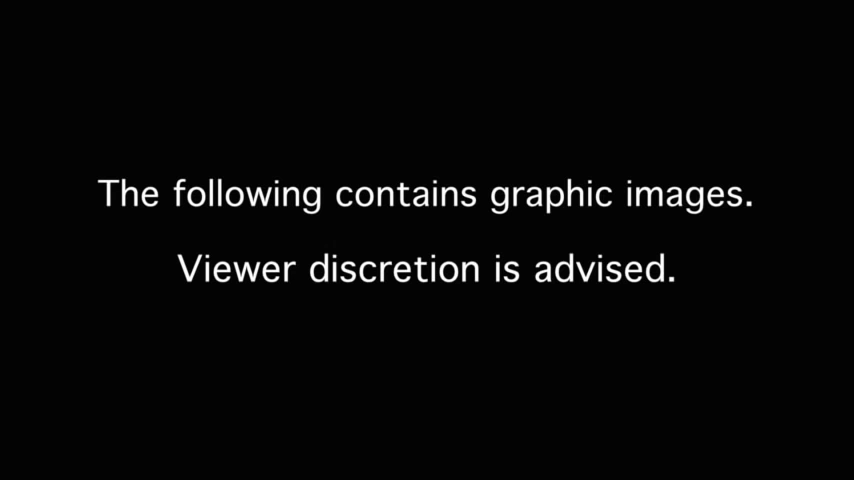 The following contains graphic images.
Viewer discretion is advised.